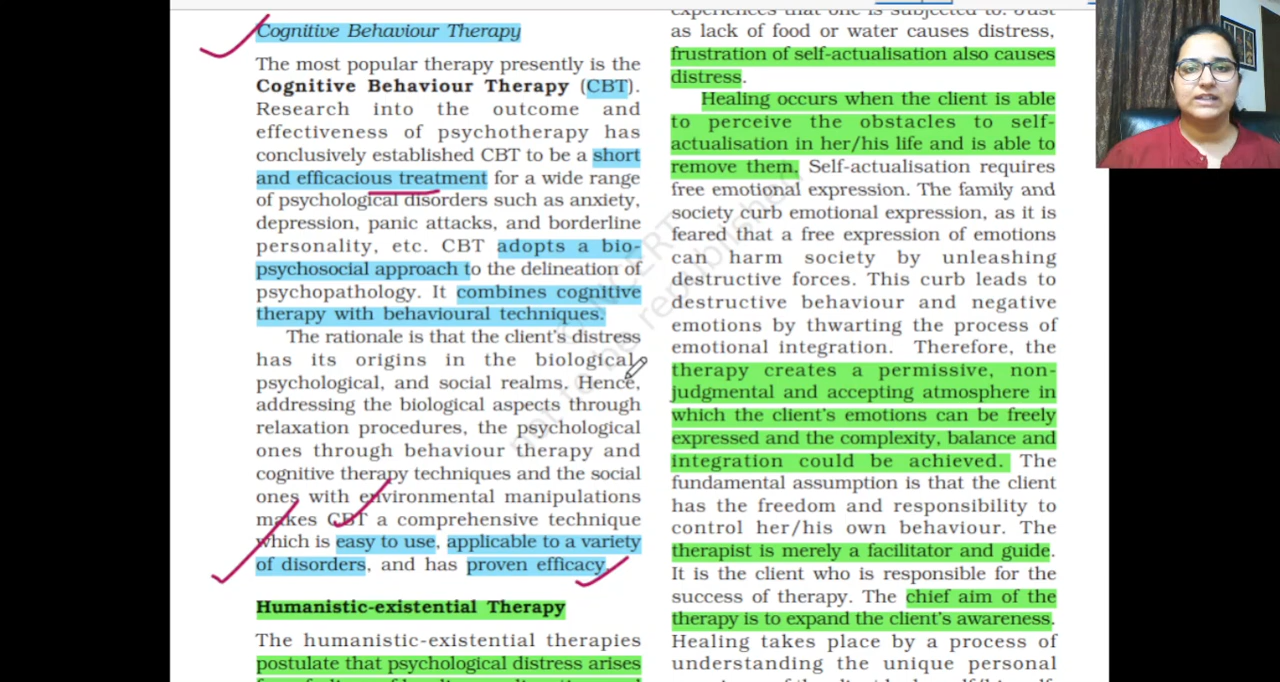 Cognitive Behaviour Therapy
The most popular therapy presently is the
Cognitive Behaviour Therapy (CBT).
Research into the outcome and
effectiveness of psychotherapy has
conclusively established CBT to be a short
and efficacious treatment for a wide range
of psychological disorders such as anxiety,
depression, panic attacks, and borderline
personality, etc. CBT adopts a bio-
psychosocial approach to the delineation of
psychopathology. It combines cognitive
therapy with behavioural techniques.
The rationale is that the client's distress
has its origins in the biological,
psychological, and social realms. Hence,
addressing the biological aspects through
relaxation procedures, the psychological
ones through behaviour therapy and
cognitive therapy techniques and the social
ones with environmental manipulations
makes CBT a comprehensive technique
which is easy to use, applicable to a variety
of disorders, and has proven efficacy.
Humanistic-existential Therapy
The humanistic-existential therapies
postulate that psychological distress arises
experiences that one is subjected to. Just
as lack of food or water causes distress,
frustration of self-actualisation also causes
distress.
Healing occurs when the client is able
to perceive the obstacles to self-
actualisation in her/his life and is able to
remove them. Self-actualisation requires
free emotional expression. The family and
society curb emotional expression, as it is
feared that a free expression of emotions
can harm society by unleashing
destructive forces. This curb leads to
destructive behaviour and negative
emotions by thwarting the process of
emotional integration. Therefore, the
therapy creates a permissive, non-
judgmental and accepting atmosphere in
which the client's emotions can be freely
expressed and the complexity, balance and
integration could be achieved. The
fundamental assumption is that the client
has the freedom and responsibility to
control her/his own behaviour. The
therapist is merely a facilitator and guide.
It is the client who is responsible for the
success of therapy. The chief aim of the
therapy is to expand the client's awareness.
Healing takes place by a process of
understanding the unique personal
© NCERT
not to be republished